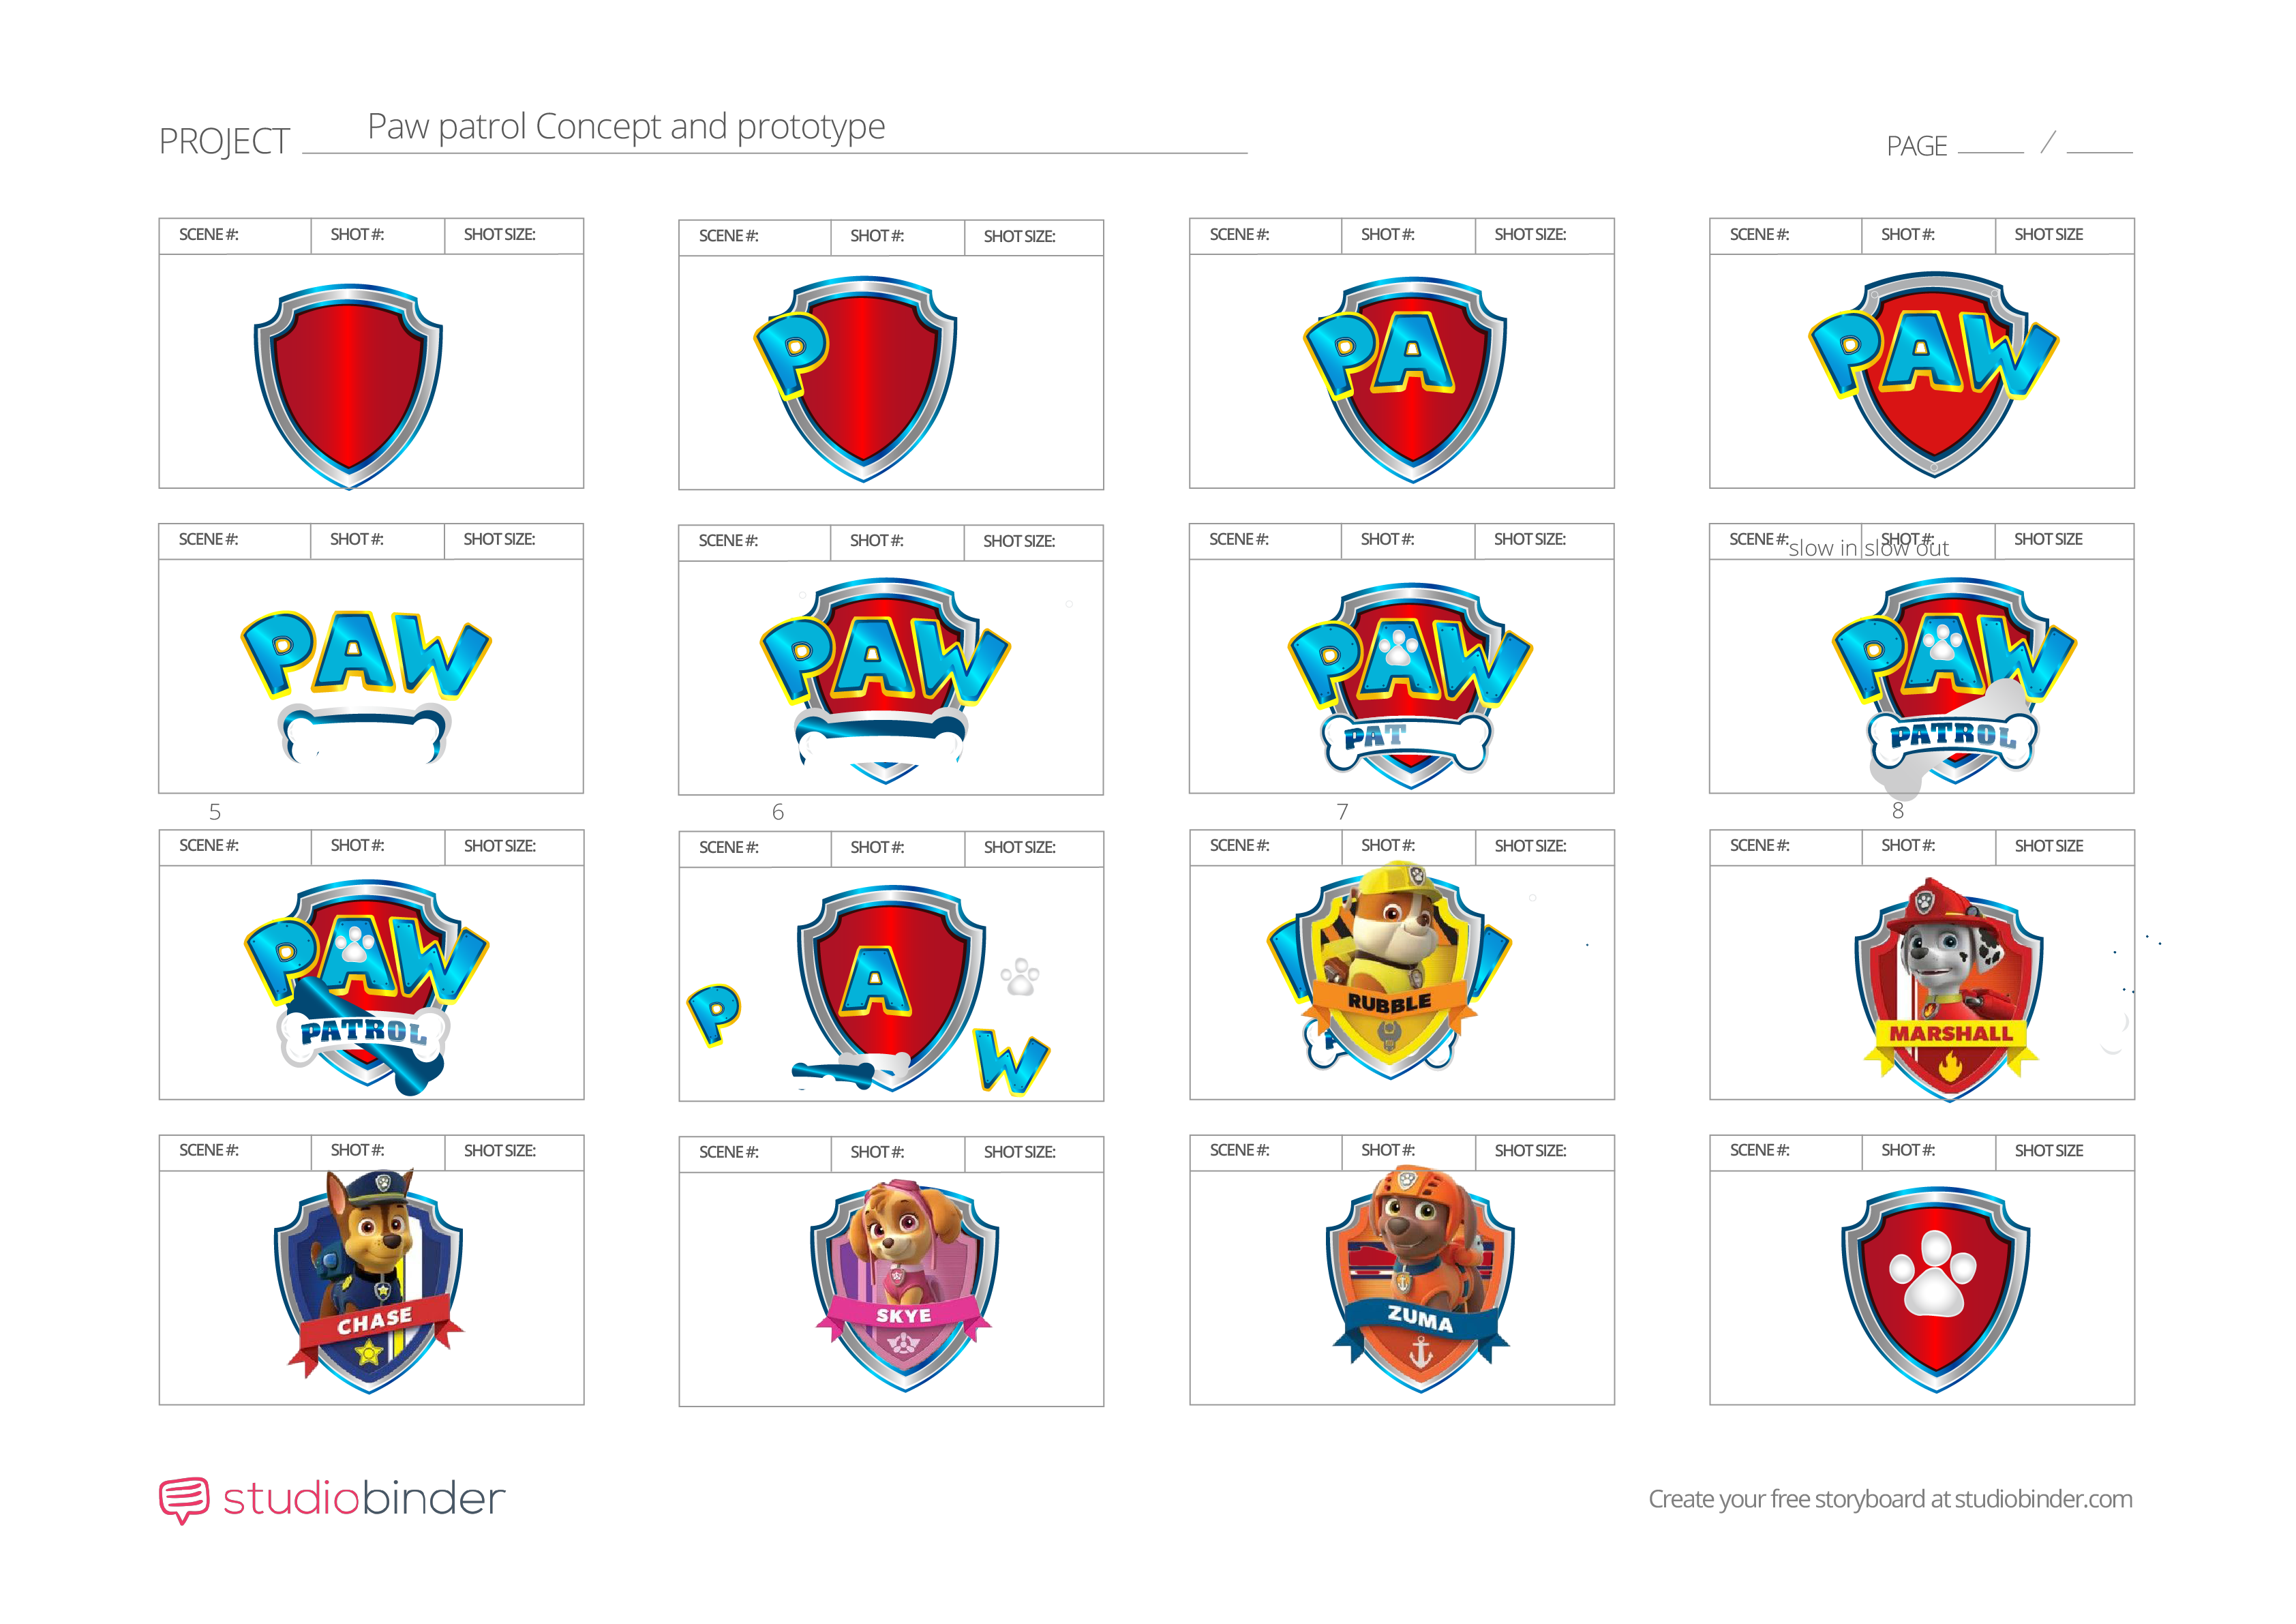 PROJECT Paw patrol Concept and prototype
PAGE /
SCENE #: SHOT #: SHOT SIZE:
SCENE #: SHOT #: SHOT SIZE:
SCENE #: SHOT #: SHOT SIZE:
SCENE #: SHOT #: SHOT SIZE
P
PA
PAW
SCENE #: SHOT #: SHOT SIZE:
SCENE #: SHOT #: SHOT SIZE:
SCENE #: SHOT #: SHOT SIZE:
SCENE #: SHOT #: SHOT SIZE
slow in slow out
PAW
PAW
PAW
PAT
PAW
PATROL
5
6
7
8
SCENE #: SHOT #: SHOT SIZE:
SCENE #: SHOT #: SHOT SIZE:
SCENE #: SHOT #: SHOT SIZE:
SCENE #: SHOT #: SHOT SIZE
PAW
PATROL
P A W
RUBBLE
MARSHALL
SCENE #: SHOT #: SHOT SIZE:
SCENE #: SHOT #: SHOT SIZE:
SCENE #: SHOT #: SHOT SIZE:
SCENE #: SHOT #: SHOT SIZE
CHASE
SKYE
ZUMA
studiobinder
Create your free storyboard at studiobinder.com